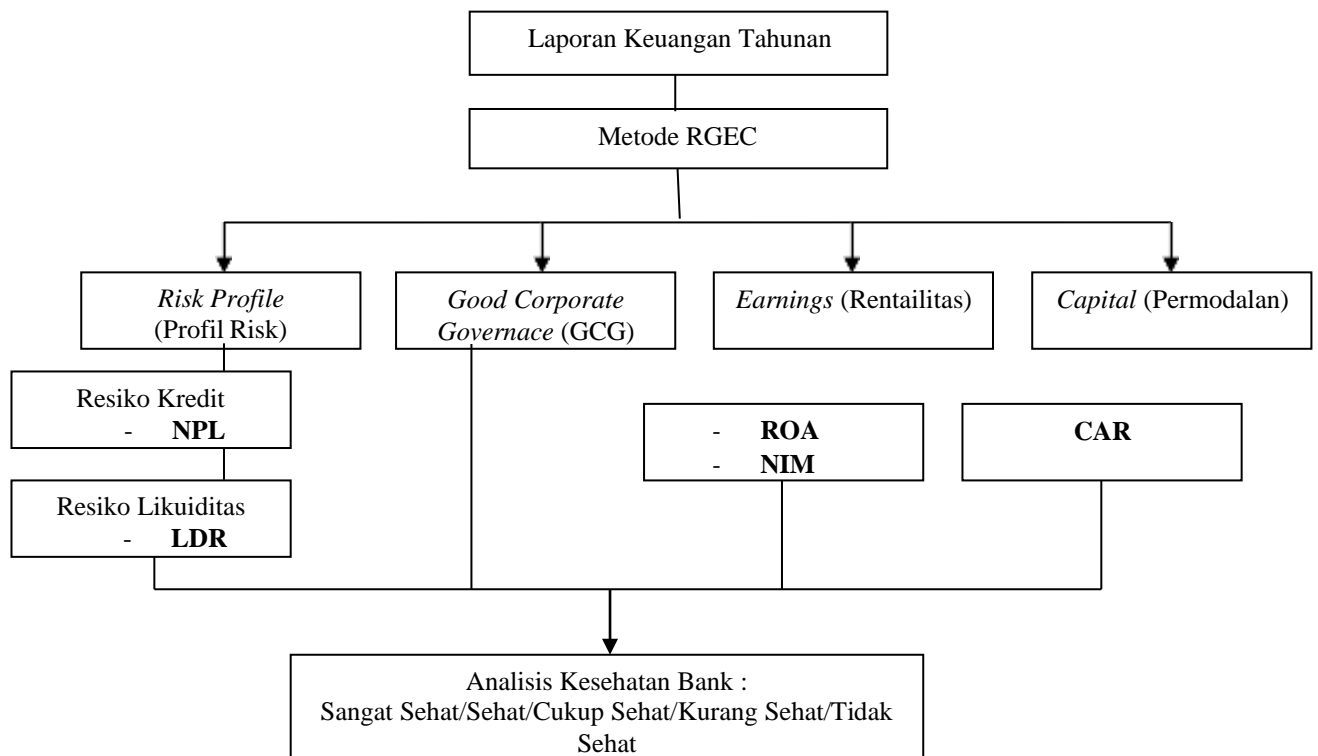 Laporan Keuangan Tahunan
Metode RGEC
Risk Profile
(Profil Risk)
Good Corporate
Governace (GCG)
Earnings (Rentailitas)
Capital (Permodalan)
Resiko Kredit
- NPL
Resiko Likuiditas
- LDR
- ROA
- NIM
CAR
Analisis Kesehatan Bank :
Sangat Sehat/Sehat/Cukup Sehat/Kurang Sehat/Tidak
Sehat